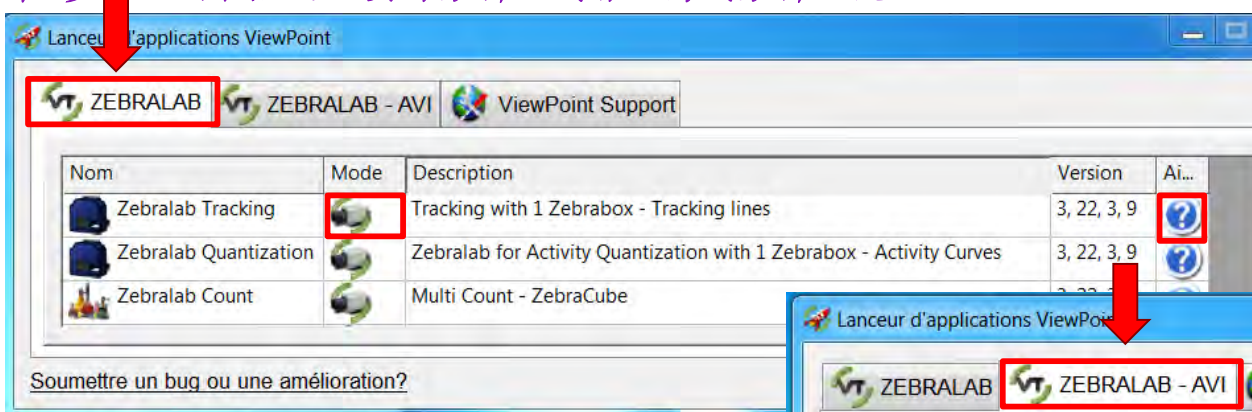 Lanceur d'applications ViewPoint
ZEBRALAB ZEBRALAB - AVI ViewPoint Support
Nom Mode Description Version Ai...
Zebralab Tracking Tracking with 1 Zebrabox - Tracking lines 3, 22, 3, 9
Zebralab Quantization Zebralab for Activity Quantization with 1 Zebrabox - Activity Curves 3, 22, 3, 9
Zebralab Count Multi Count - ZebraCube
Soumettre un bug ou une amélioration?
Lanceur d'applications ViewPoint
ZEBRALAB ZEBRALAB - AVI